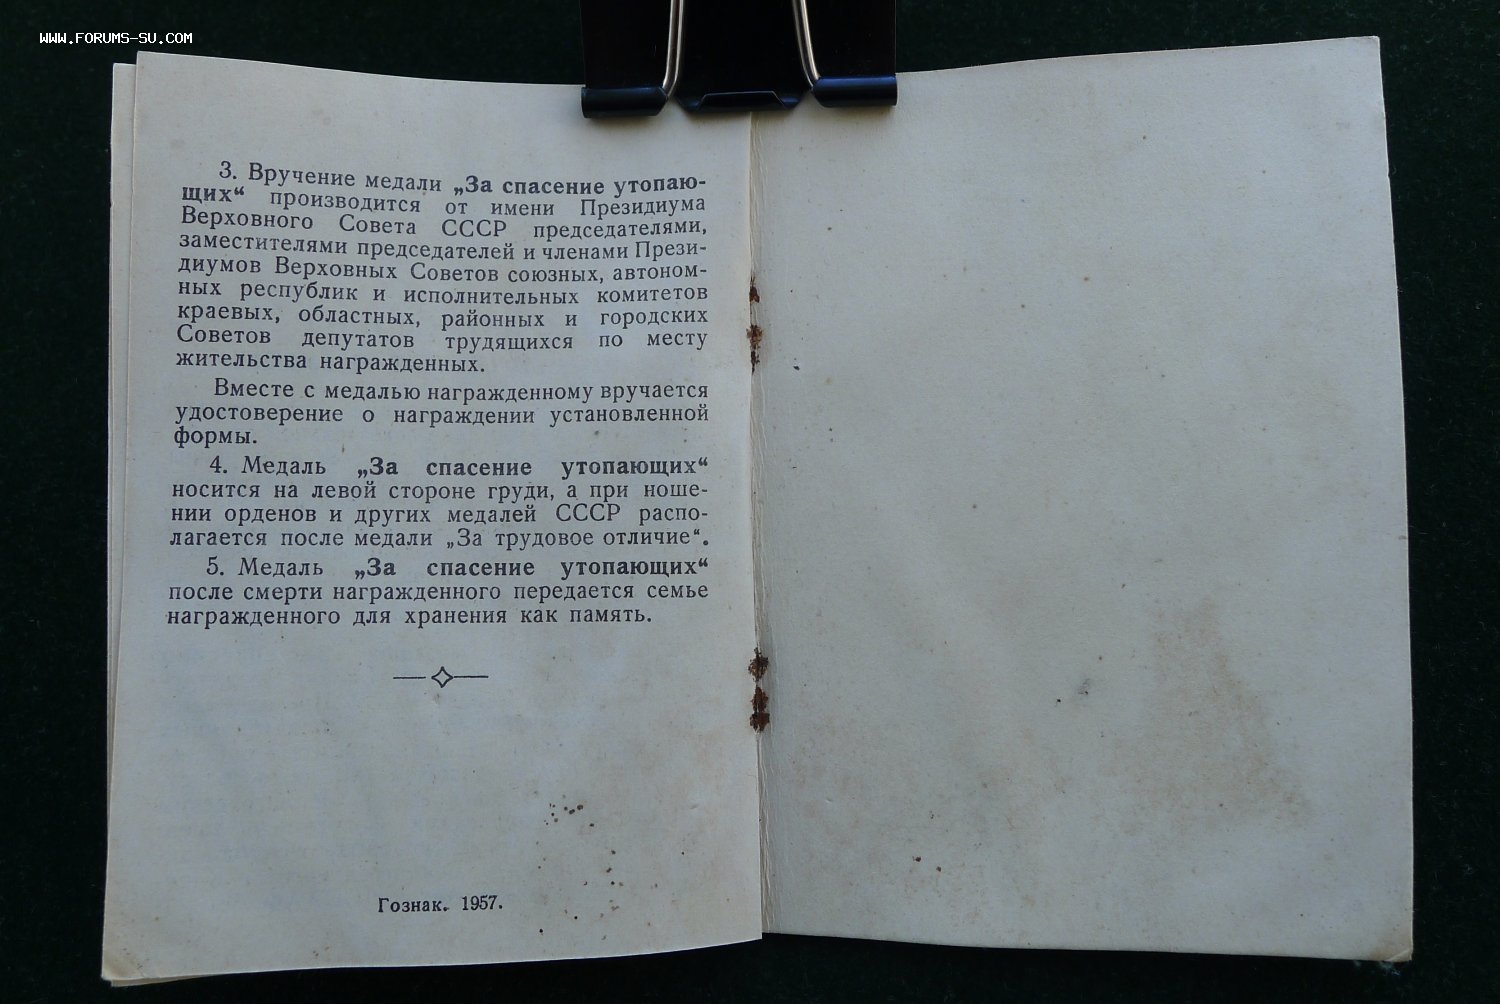 WWW.FORUMS-SU.COM
3. Вручение медали „За спасение утопаю-
щих“ производится от имени Президиума
Верховного Совета СССР председателями,
заместителями председателей и членами Прези-
диумов Верховных Советов союзных, автоном-
ных республик и исполнительных комитетов
краевых, областных, районных и городских
Советов депутатов трудящихся по месту
жительства награжденных.
Вместе с медалью награжденному вручается
удостоверение о награждении установленной
формы.
4. Медаль „За спасение утопающих“
носится на левой стороне груди, а при ноше-
нии орденов и других медалей СССР распо-
лагается после медали „За трудовое отличие“.
5. Медаль „За спасение утопающих“
после смерти награжденного передается семье
награжденного для хранения как память.
Гознак. 1957.